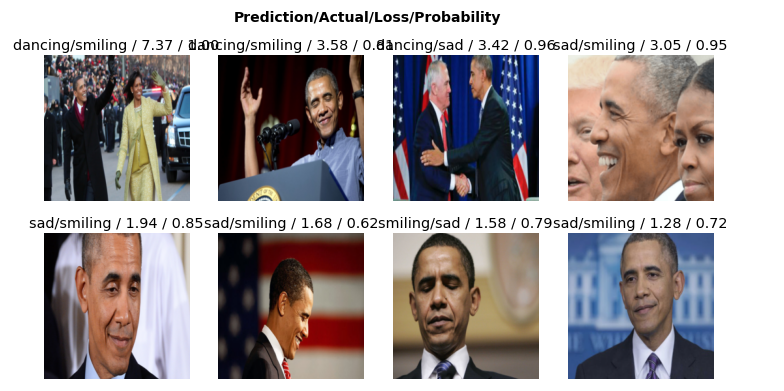 Prediction/Actual/Loss/Probability
dancing/smiling / 7.37 / 1.00
dancing/smiling / 3.58 / 0.81
dancing/sad / 3.42 / 0.96
sad/smiling / 3.05 / 0.95
sad/smiling / 1.94 / 0.85
sad/smiling / 1.68 / 0.62
smiling/sad / 1.58 / 0.79
sad/smiling / 1.28 / 0.72